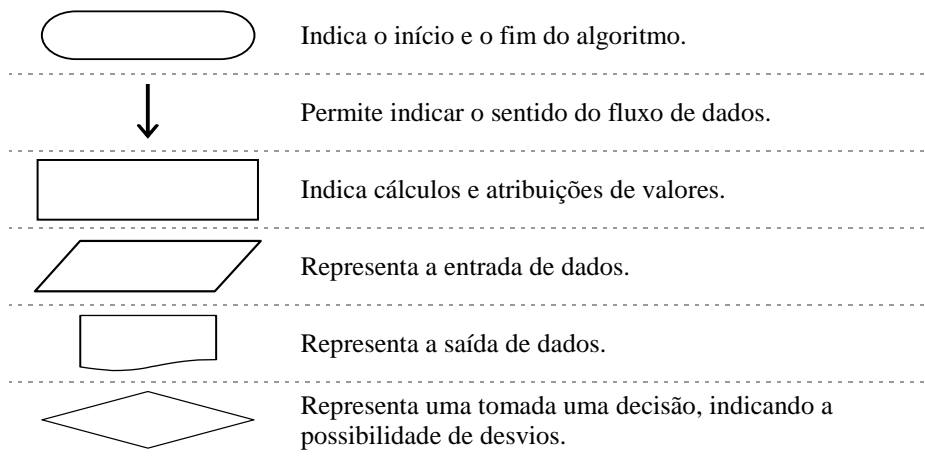 Indica o início e o fim do algoritmo.
Permite indicar o sentido do fluxo de dados.
Indica cálculos e atribuições de valores.
Representa a entrada de dados.
Representa a saída de dados.
Representa uma tomada uma decisão, indicando a
possibilidade de desvios.